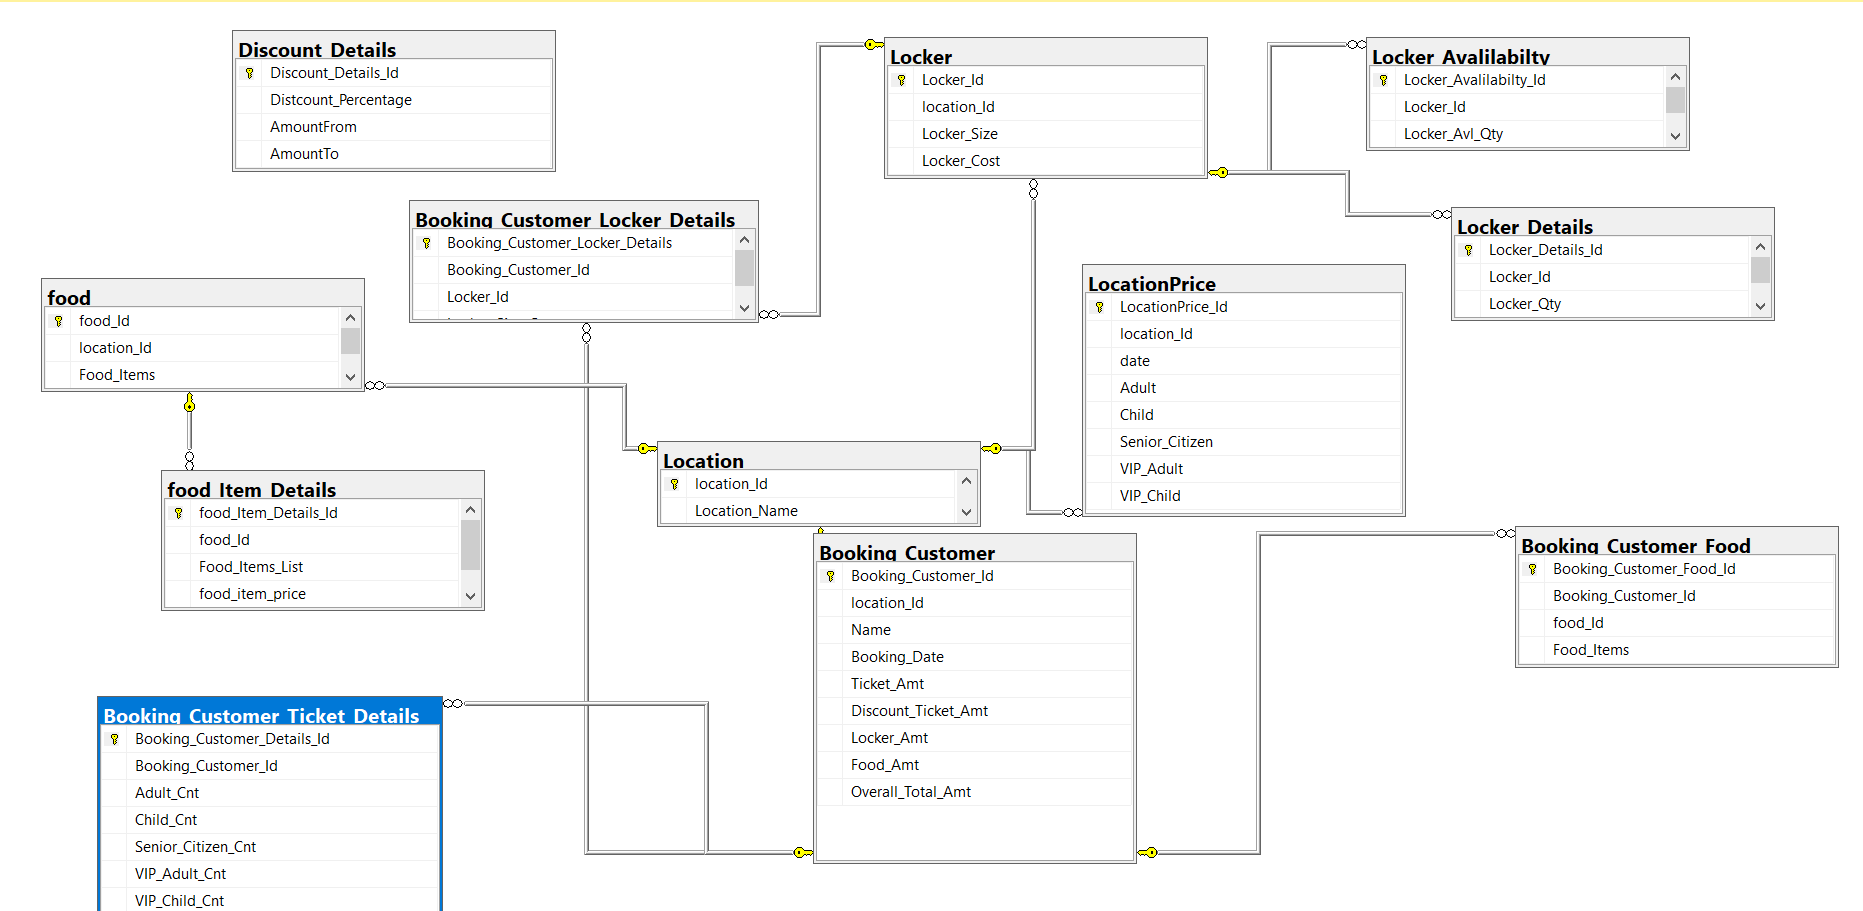 Discount_Details
Discount_Details_Id
Distcount_Percentage
AmountFrom
AmountTo
Locker
Locker_Id
location_Id
Locker_Size
Locker_Cost
Locker_Avalilabilty
Locker_Avalilabilty_Id
Locker_Id
Locker_Avl_Qty
Booking_Customer_Locker_Details
Booking_Customer_Locker_Details
Booking_Customer_Id
Locker_Id
Locker_Details
Locker_Details_Id
Locker_Id
Locker_Qty
food
food_Id
location_Id
Food_Items
LocationPrice
LocationPrice_Id
location_Id
date
Adult
Child
Senior_Citizen
VIP_Adult
VIP_Child
Location
location_Id
Location_Name
food_Item_Details
food_Item_Details_Id
food_Id
Food_Items_List
food_item_price
Booking_Customer
Booking_Customer_Id
location_Id
Name
Booking_Date
Ticket_Amt
Discount_Ticket_Amt
Locker_Amt
Food_Amt
Overall_Total_Amt
Booking_Customer_Food
Booking_Customer_Food_Id
Booking_Customer_Id
food_Id
Food_Items
Booking_Customer_Ticket_Details
Booking_Customer_Details_Id
Booking_Customer_Id
Adult_Cnt
Child_Cnt
Senior_Citizen_Cnt
VIP_Adult_Cnt
VIP_Child_Cnt